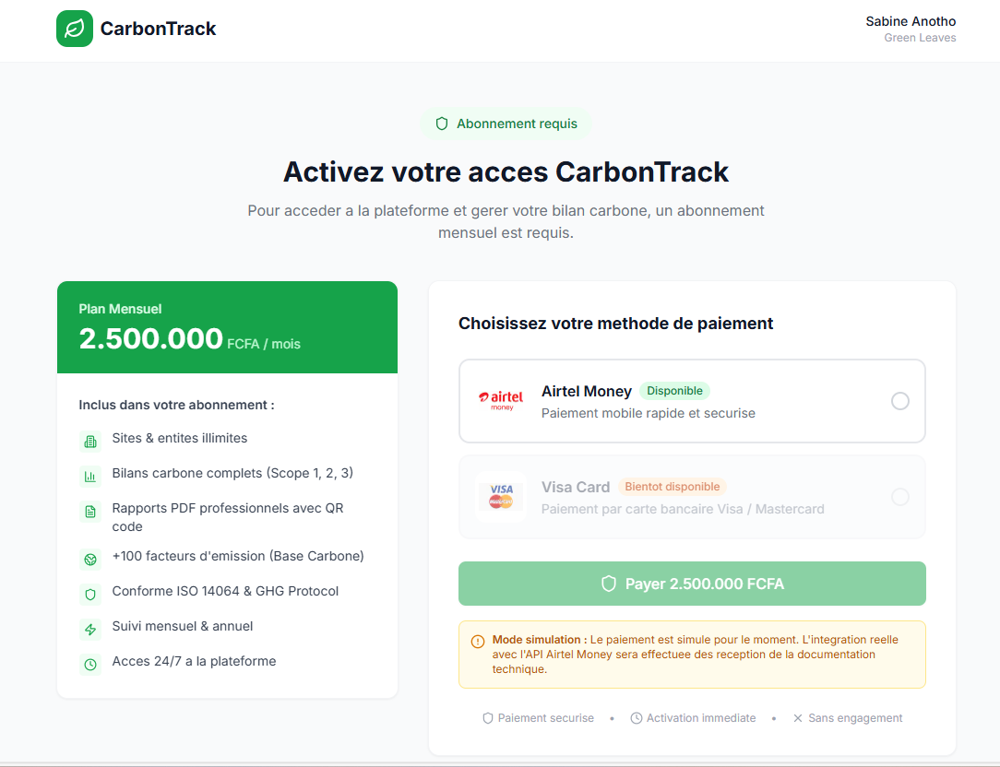 CarbonTrack
Sabine Anotho
Green Leaves
Abonnement requis
Activez votre acces CarbonTrack
Pour acceder a la plateforme et gerer votre bilan carbone, un abonnement
mensuel est requis.
Plan Mensuel
2.500.000 FCFA / mois
Inclus dans votre abonnement :
Sites & entites illimites
Bilans carbone complets (Scope 1, 2, 3)
Rapports PDF professionnels avec QR
code
+100 facteurs d'emission (Base Carbone)
Conforme ISO 14064 & GHG Protocol
Suivi mensuel & annuel
Acces 24/7 a la plateforme
Choisissez votre methode de paiement
airtel
money
Airtel Money Disponible
Paiement mobile rapide et securise
VISA
MasterCard
Visa Card Bientot disponible
Paiement par carte bancaire Visa / Mastercard
Payer 2.500.000 FCFA
Mode simulation : Le paiement est simule pour le moment. L'integration reelle
avec l'API Airtel Money sera effectuee des reception de la documentation
technique.
Paiement securise • Activation immediate • Sans engagement